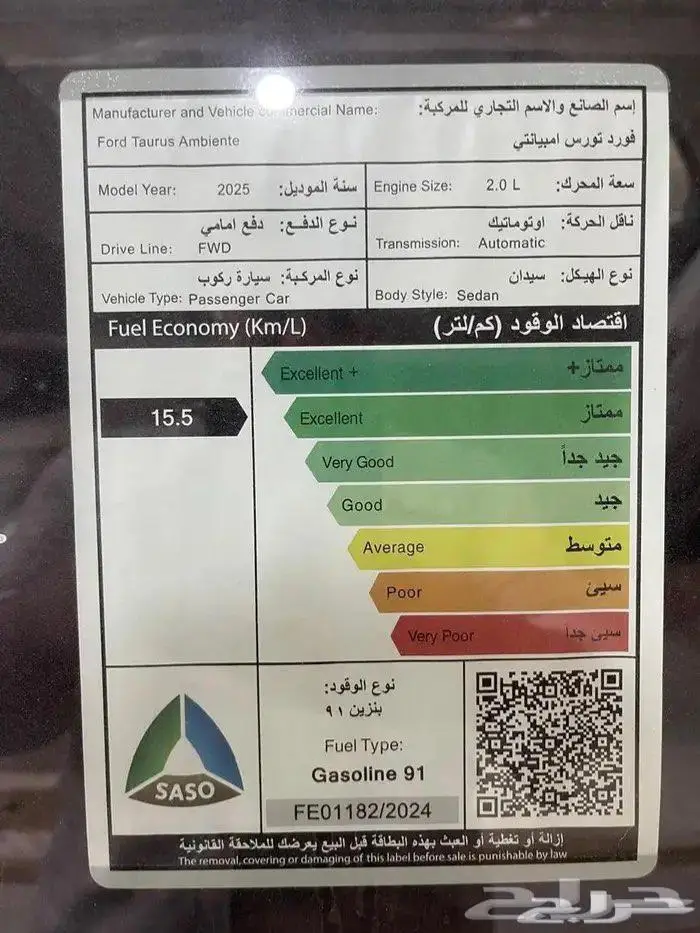 Manufacturer and Vehicle commercial Name: إسم الصانع والاسم التجاري للمركبة:
Ford Taurus Ambiente فورد تورس امبيانتي
Model Year: 2025 سنة الموديل: Engine Size: 2.0 L سعة المحرك:
نوع الدفع: دفع امامي ناقل الحركة: اوتوماتيك
Drive Line: FWD Transmission: Automatic
نوع المركبة: سيارة ركوب نوع الهيكل: سيدان
Vehicle Type: Passenger Car Body Style: Sedan
Fuel Economy (Km/L) اقتصاد الوقود (كم/لتر)
Excellent + ممتاز+
15.5 Excellent ممتاز
Very Good جيد جداً
Good جيد
Average متوسط
Poor سيئ
Very Poor سيئ جداً
نوع الوقود:
بنزين ٩١
Fuel Type:
Gasoline 91
FE01182/2024
SASO
إزالة أو تغطية أو العبث بهذه البطاقة قبل البيع يعرضك للملاحقة القانونية
The removal, covering or damaging of this label before sale is punishable by law
حراج